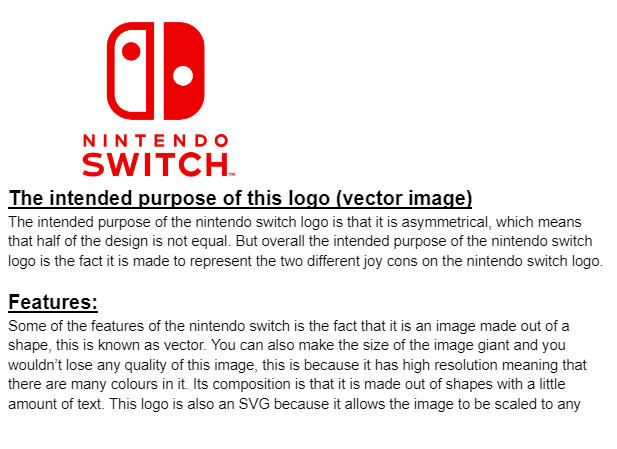 NINTENDO
SWITCH™
The intended purpose of this logo (vector image)
The intended purpose of the nintendo switch logo is that it is asymmetrical, which means
that half of the design is not equal. But overall the intended purpose of the nintendo switch
logo is the fact it is made to represent the two different joy cons on the nintendo switch logo.
Features:
Some of the features of the nintendo switch is the fact that it is an image made out of a
shape, this is known as vector. You can also make the size of the image giant and you
wouldn’t lose any quality of this image, this is because it has high resolution meaning that
there are many colours in it. Its composition is that it is made out of shapes with a little
amount of text. This logo is also an SVG because it allows the image to be scaled to any